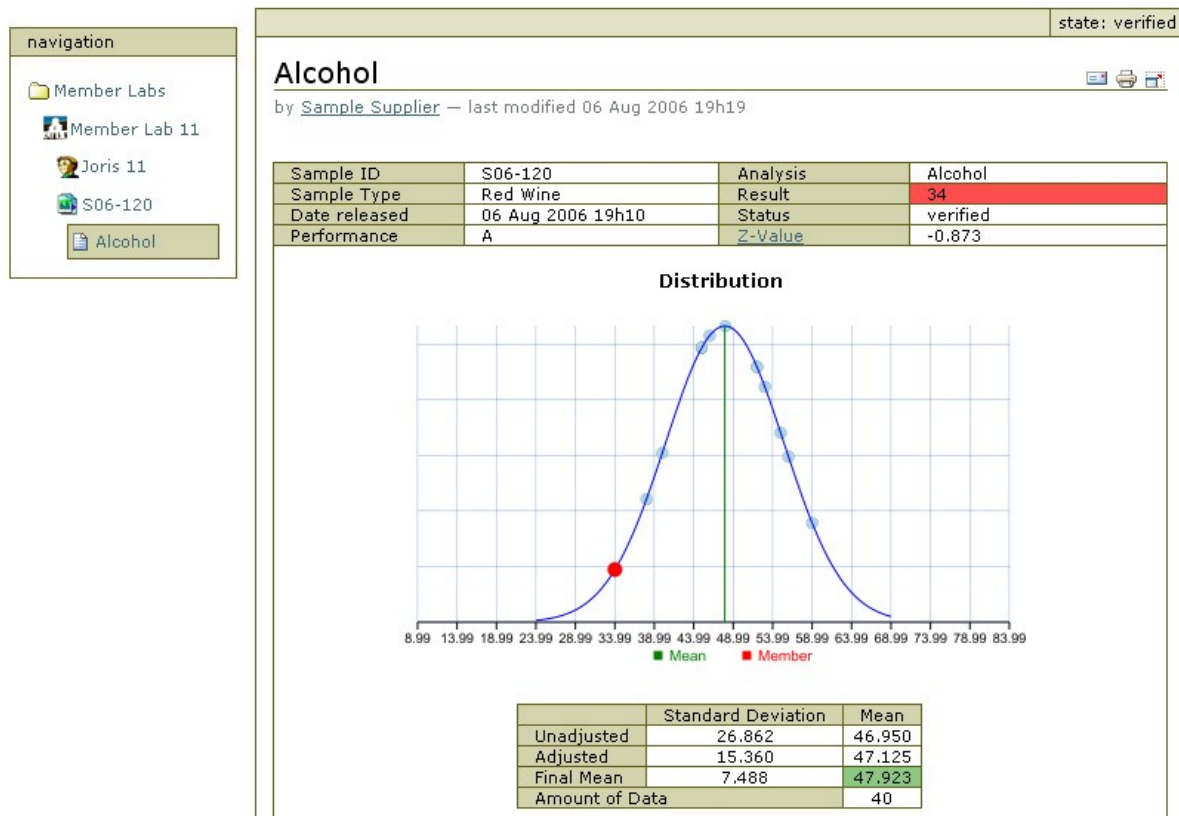 state: verified
navigation
Member Labs
Member Lab 11
Joris 11
S06-120
Alcohol
Alcohol
by Sample Supplier — last modified 06 Aug 2006 19h19
Sample ID S06-120 Analysis Alcohol
Sample Type Red Wine Result 34
Date released 06 Aug 2006 19h10 Status verified
Performance A Z-Value -0.873
Distribution
8.99 13.99 18.99 23.99 28.99 33.99 38.99 43.99 48.99 53.99 58.99 63.99 68.99 73.99 78.99 83.99
Mean Member
Standard Deviation Mean
Unadjusted 26.862 46.950
Adjusted 15.360 47.125
Final Mean 7.488 47.923
Amount of Data 40